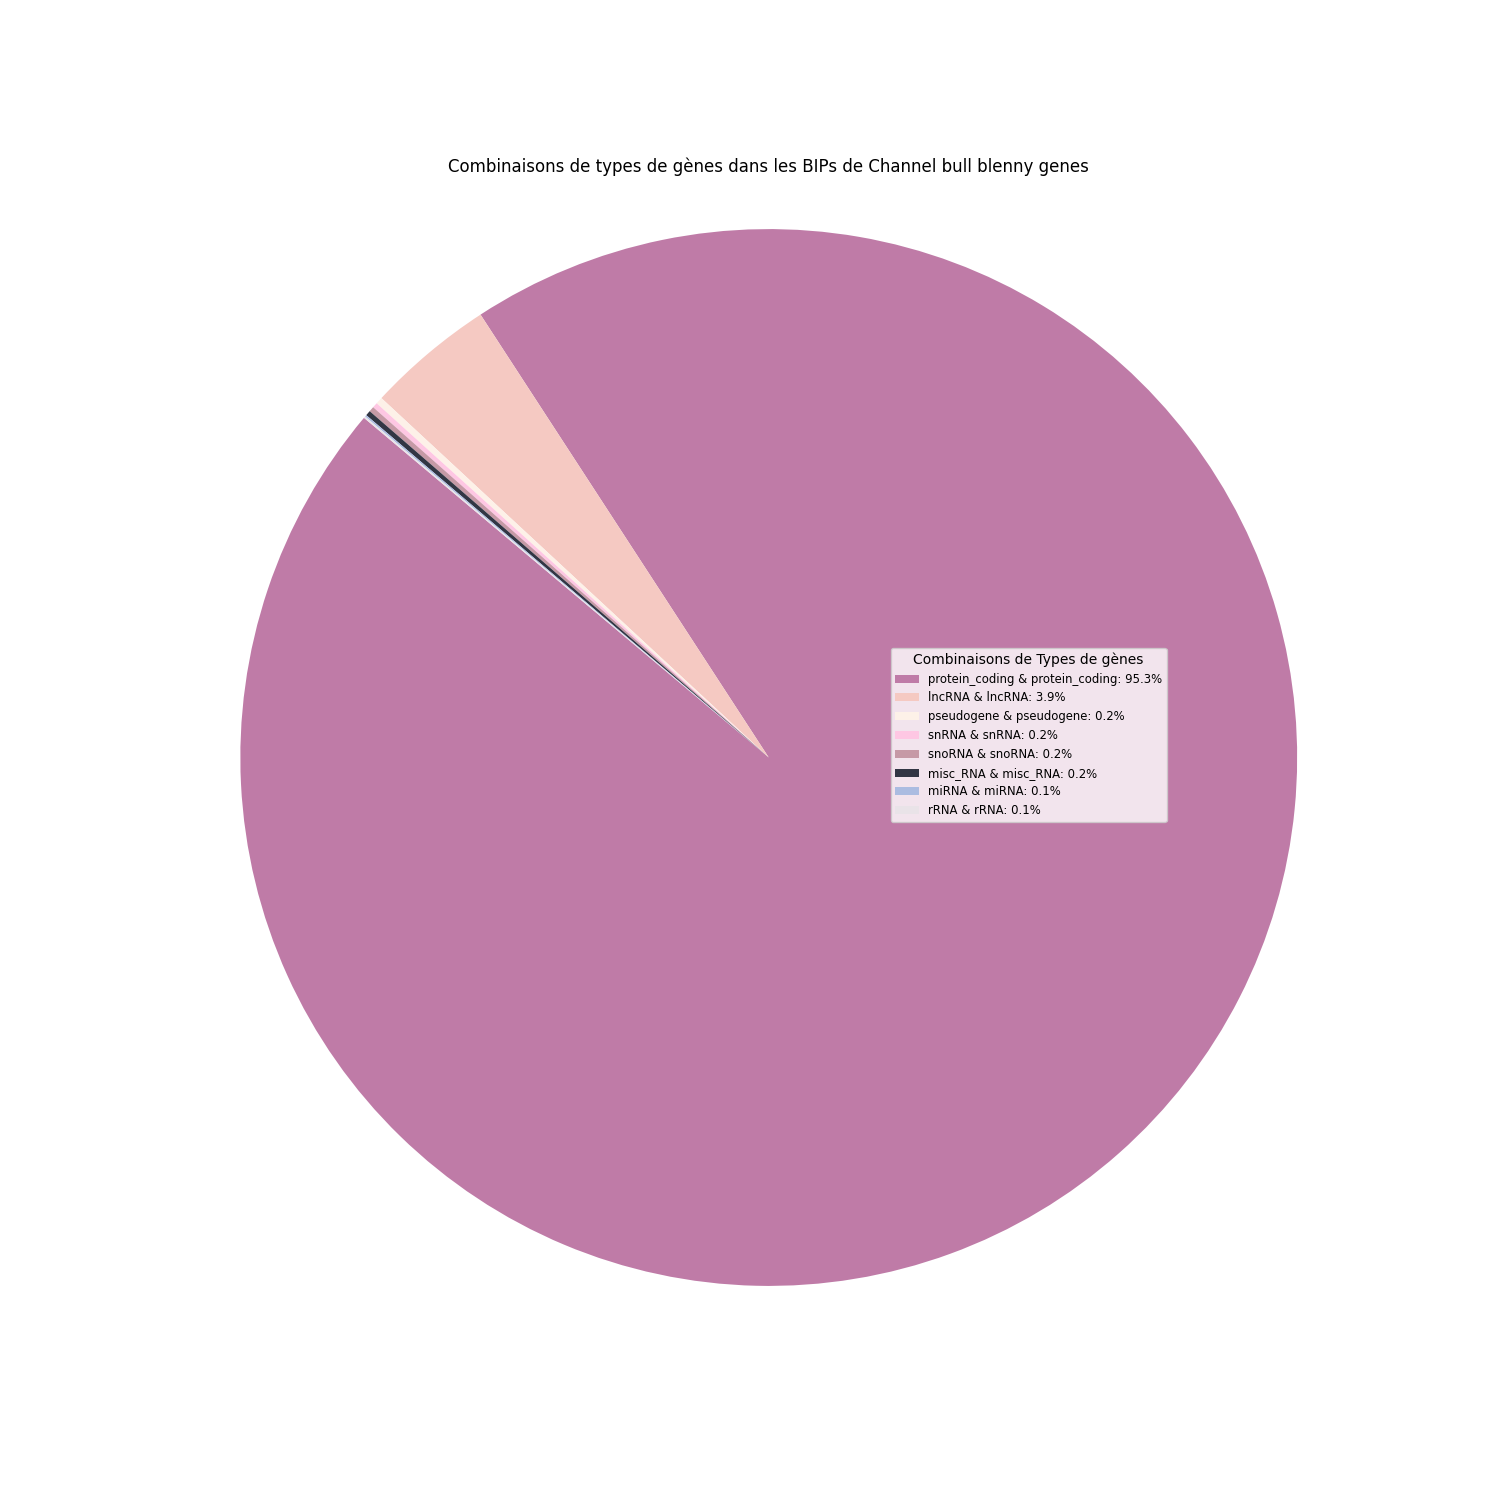 Combinaisons de types de gènes dans les BIPs de Channel bull blenny genes
Combinaisons de Types de gènes
protein_coding & protein_coding: 95.3%
lncRNA & lncRNA: 3.9%
pseudogene & pseudogene: 0.2%
snRNA & snRNA: 0.2%
snoRNA & snoRNA: 0.2%
misc_RNA & misc_RNA: 0.2%
miRNA & miRNA: 0.1%
rRNA & rRNA: 0.1%